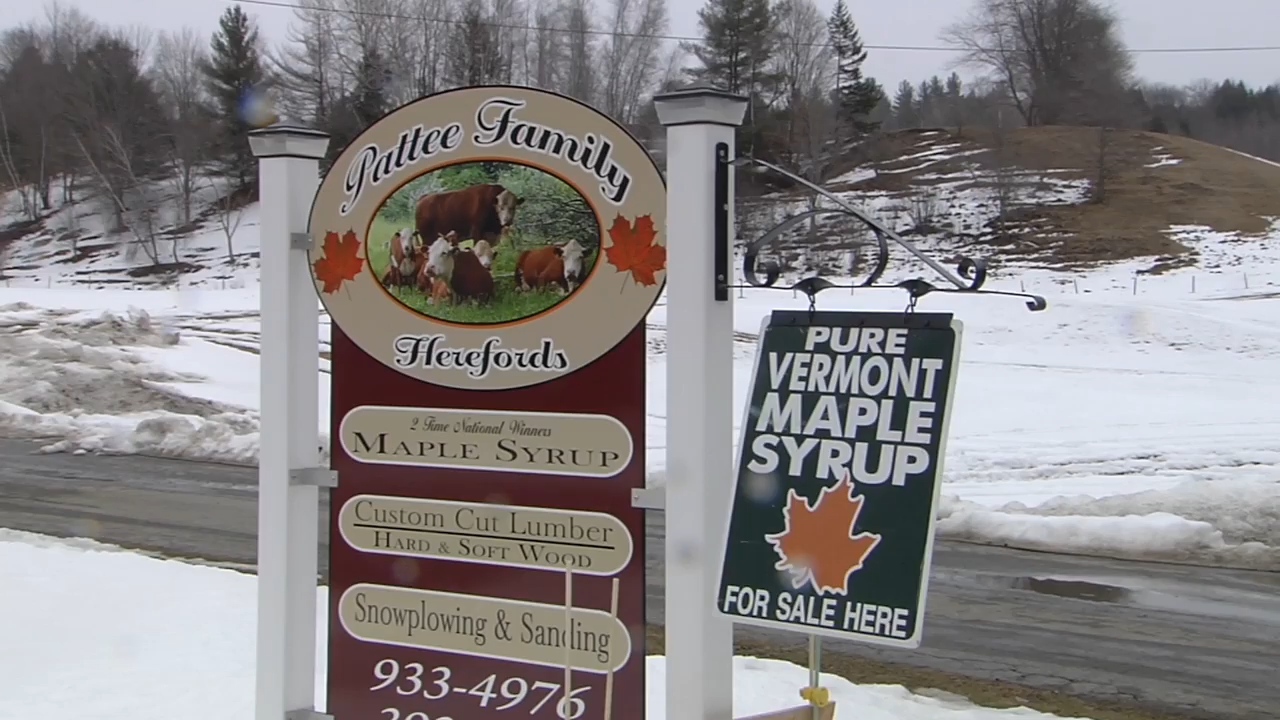 Pattee Family
Herefords
2 Time National Winners
MAPLE SYRUP
Custom Cut Lumber
HARD & SOFT WOOD
Snowplowing & Sanding
933-4976
PURE
VERMONT
MAPLE
SYRUP
FOR SALE HERE